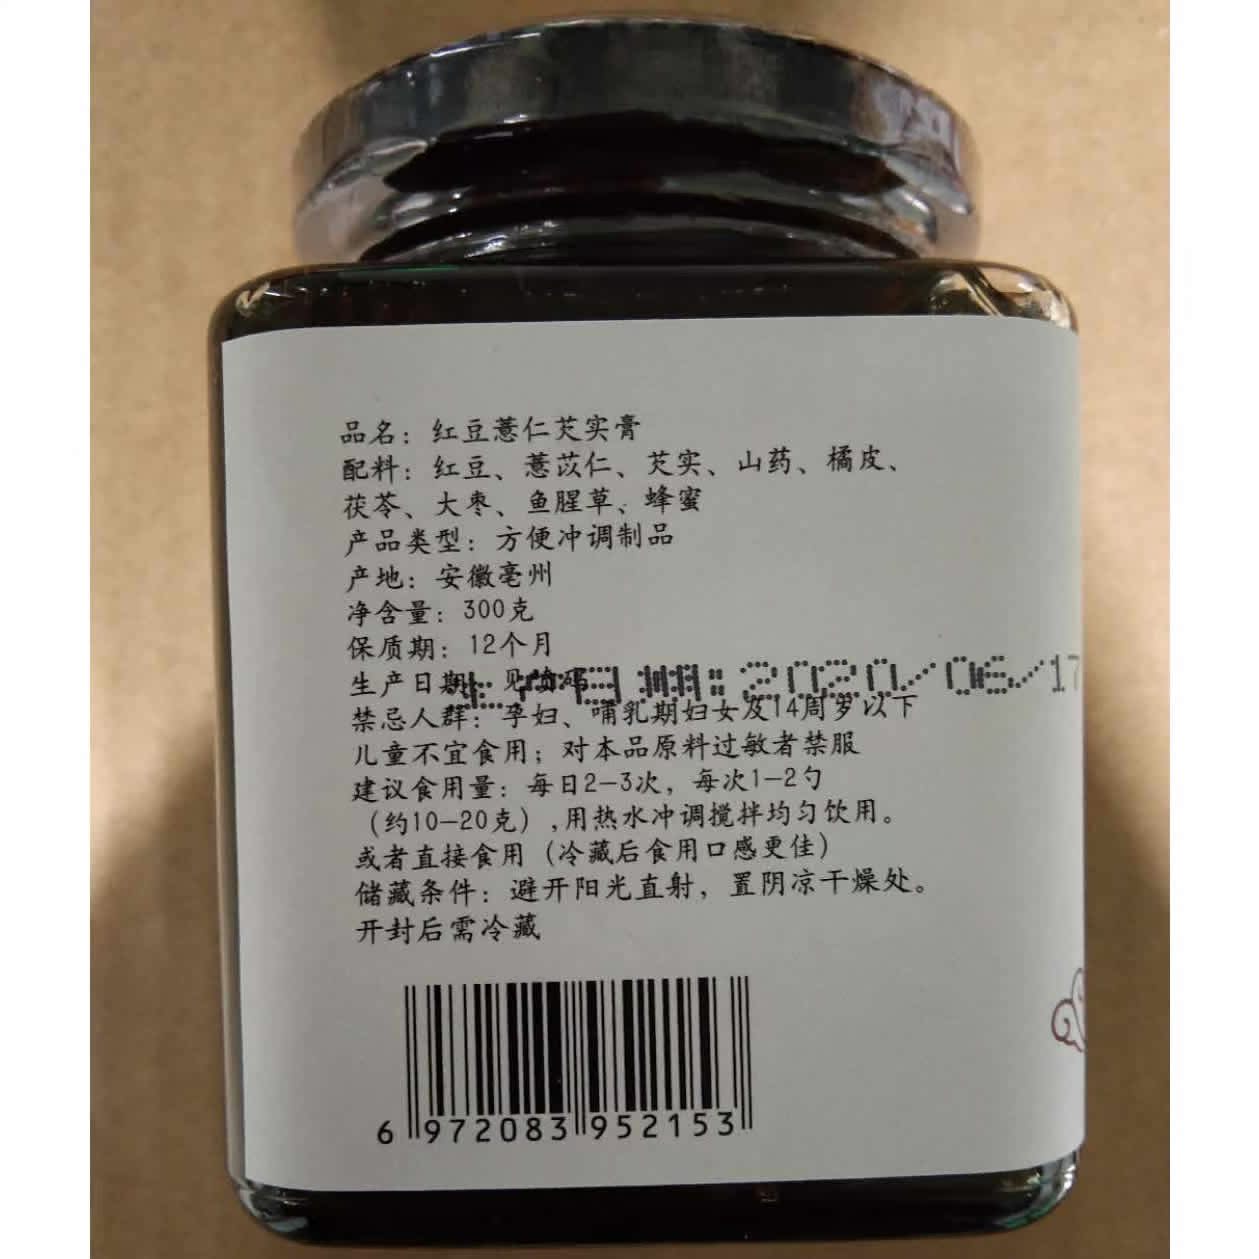 品名：红豆薏仁芡实膏
配料：红豆、薏苡仁、芡实、山药、橘皮、
茯苓、大枣、鱼腥草、蜂蜜
产品类型：方便冲调制品
产地：安徽亳州
净含量：300克
保质期：12个月
生产日期：见喷码
生产日期:2020/06/17
禁忌人群：孕妇、哺乳期妇女及14周岁以下
儿童不宜食用；对本品原料过敏者禁服
建议食用量：每日2-3次，每次1-2勺
（约10-20克）,用热水冲调搅拌均匀饮用。
或者直接食用（冷藏后食用口感更佳）
储藏条件：避开阳光直射，置阴凉干燥处。
开封后需冷藏
6 972083 952153